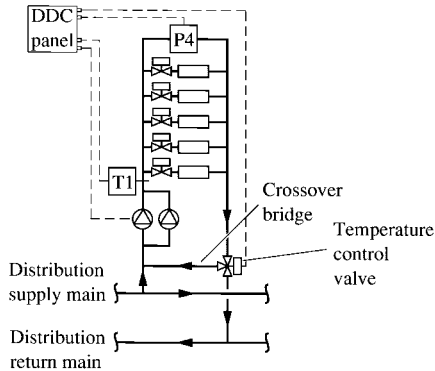 DDC
panel
P4
T1
Crossover
bridge
Temperature
control
valve
Distribution
supply main
Distribution
return main